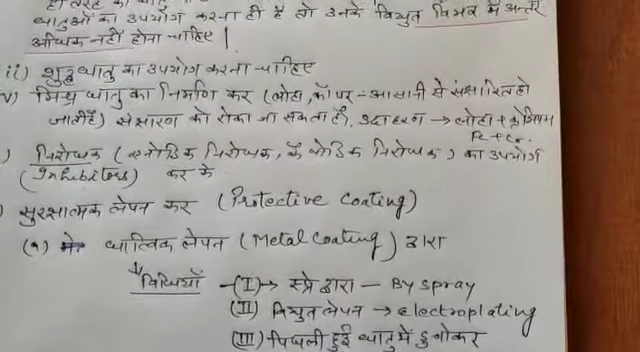 धातुओं का उपयोग करना ही है तो उनके विद्युत विभव में अन्तर
अधिक नहीं होना चाहिए |
ii) शुद्ध धातु का उपयोग करना चाहिए
v) मिश्र धातु का निर्माण कर (लोहा, कॉपर - आसानी से संक्षारित हो
जाती है) संक्षारण को रोका जा सकता है। उदाहरण → लोहा + क्रोमियम
Fe + Cr.
) निरोधक (एनोडिक निरोधक, कैथोडिक निरोधक) का उपयोग
(Inhibitors) कर के
) सुरक्षात्मक लेपन कर (Protective Coating)
(a) धात्विक लेपन (Metal Coating) द्वारा
विधियाँ - (I) → स्प्रे द्वारा — By spray
(II) विद्युत लेपन → electroplating
(III) पिघली हुई धातु में डुबोकर